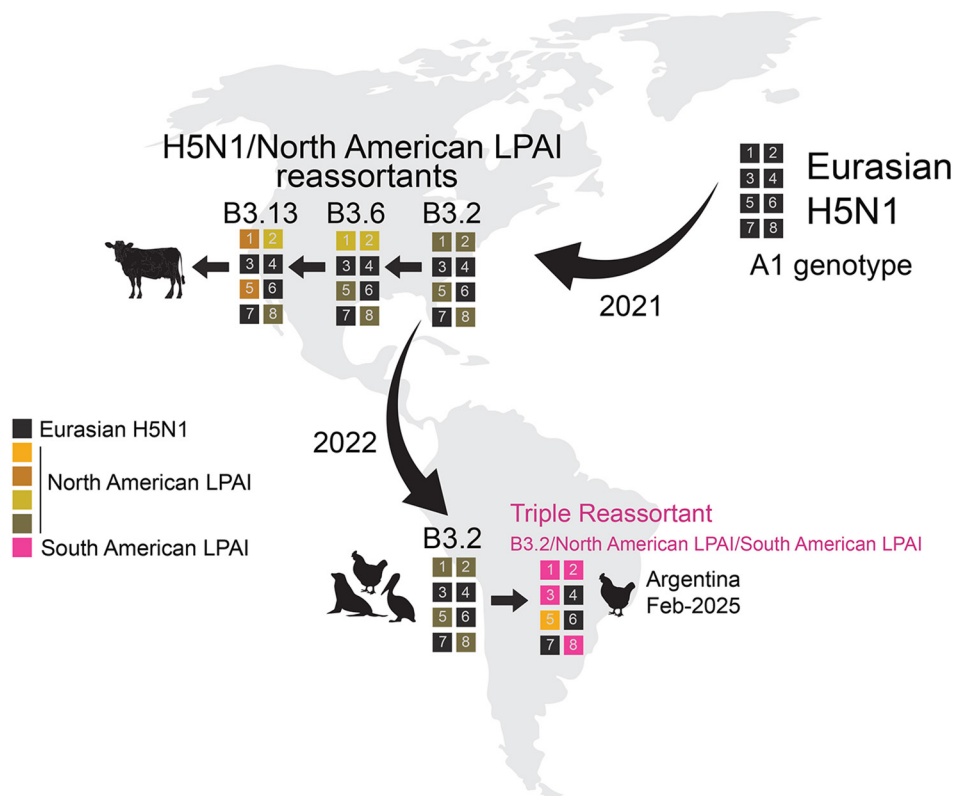 H5N1/North American LPAI
reassortants
B3.13 B3.6 B3.2
1 2 1 2 1 2
3 4 3 4 3 4
5 6 5 6 5 6
7 8 7 8 7 8
1 2
3 4
5 6
7 8
Eurasian
H5N1
A1 genotype
2021
2022
Eurasian H5N1
North American LPAI
South American LPAI
B3.2
1 2
3 4
5 6
7 8
Triple Reassortant
B3.2/North American LPAI/South American LPAI
1 2
3 4
5 6
7 8
Argentina
Feb-2025